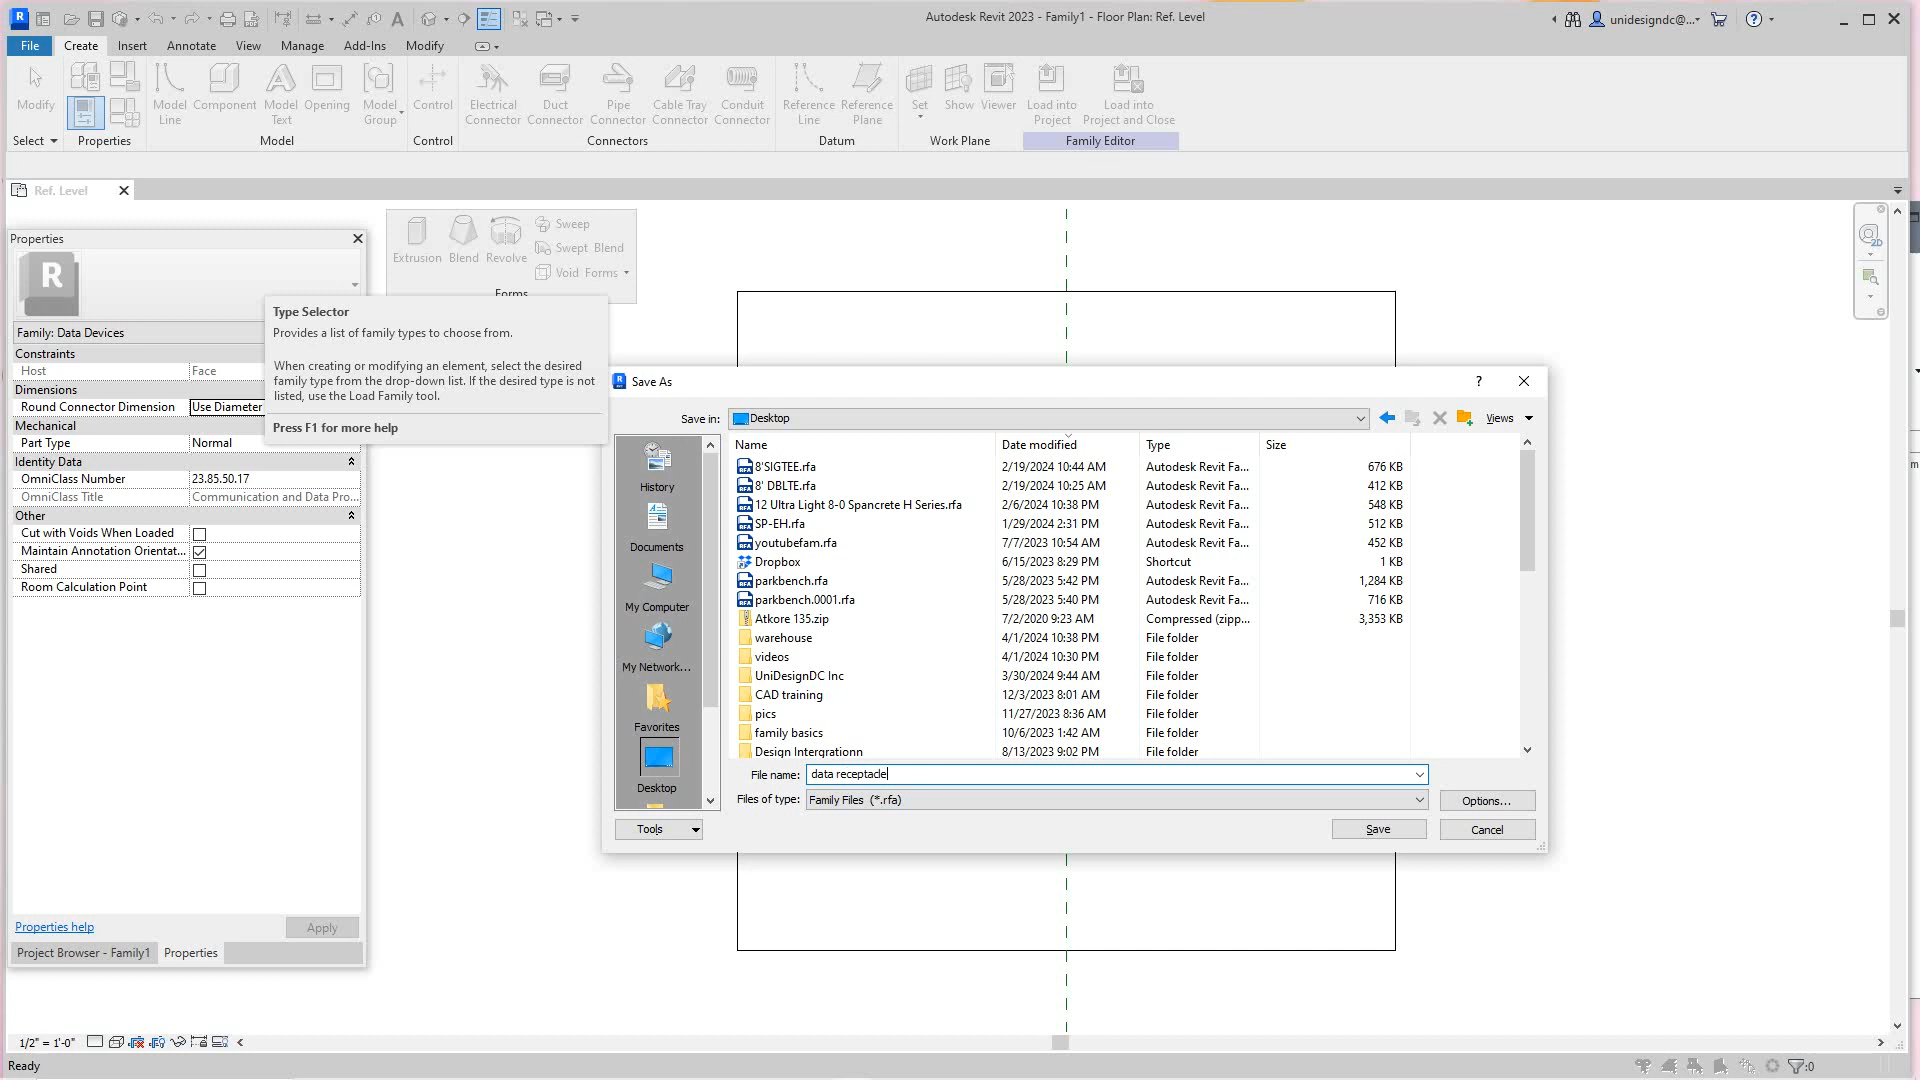 Autodesk Revit 2023 - Family1 - Floor Plan: Ref. Level
unidesigndc@...
File Create Insert Annotate View Manage Add-Ins Modify
Modify
Model Line
Component
Model Text
Opening
Model Group
Control
Electrical Connector
Duct Connector
Pipe Connector
Cable Tray Connector
Conduit Connector
Reference Line
Reference Plane
Set
Show
Viewer
Load into Project
Load into Project and Close
Select Properties Model Control Connectors Datum Work Plane Family Editor
Ref. Level
Properties
R
Family: Data Devices
Constraints
Host Face
Dimensions
Round Connector Dimension Use Diameter
Mechanical
Part Type Normal
Identity Data
OmniClass Number 23.85.50.17
OmniClass Title Communication and Data Pro...
Other
Cut with Voids When Loaded
Maintain Annotation Orientat...
Shared
Room Calculation Point
Properties help Apply
Project Browser - Family1 Properties
Extrusion Blend Revolve
Sweep
Swept Blend
Void Forms
Forms
Type Selector
Provides a list of family types to choose from.
When creating or modifying an element, select the desired
family type from the drop-down list. If the desired type is not
listed, use the Load Family tool.
Press F1 for more help
Save As
Save in: Desktop Views
History
Documents
My Computer
My Network...
Favorites
Desktop
Name Date modified Type Size
8'SIGTEE.rfa 2/19/2024 10:44 AM Autodesk Revit Fa... 676 KB
8' DBLTE.rfa 2/19/2024 10:25 AM Autodesk Revit Fa... 412 KB
12 Ultra Light 8-0 Spancrete H Series.rfa 2/6/2024 10:38 PM Autodesk Revit Fa... 548 KB
SP-EH.rfa 1/29/2024 2:31 PM Autodesk Revit Fa... 512 KB
youtubefam.rfa 7/7/2023 10:54 AM Autodesk Revit Fa... 452 KB
Dropbox 6/15/2023 8:29 PM Shortcut 1 KB
parkbench.rfa 5/28/2023 5:42 PM Autodesk Revit Fa... 1,284 KB
parkbench.0001.rfa 5/28/2023 5:40 PM Autodesk Revit Fa... 716 KB
Atkore 135.zip 7/2/2020 9:23 AM Compressed (zipp... 3,353 KB
warehouse 4/1/2024 10:38 PM File folder
videos 4/1/2024 10:30 PM File folder
UniDesignDC Inc 3/30/2024 9:44 AM File folder
CAD training 12/3/2023 8:01 AM File folder
pics 11/27/2023 8:36 AM File folder
family basics 10/6/2023 1:42 AM File folder
Design Intergrationn 8/13/2023 9:02 PM File folder
File name: data receptacle
Files of type: Family Files (*.rfa) Options...
Tools Save Cancel
1/2" = 1'-0"
Ready
:0